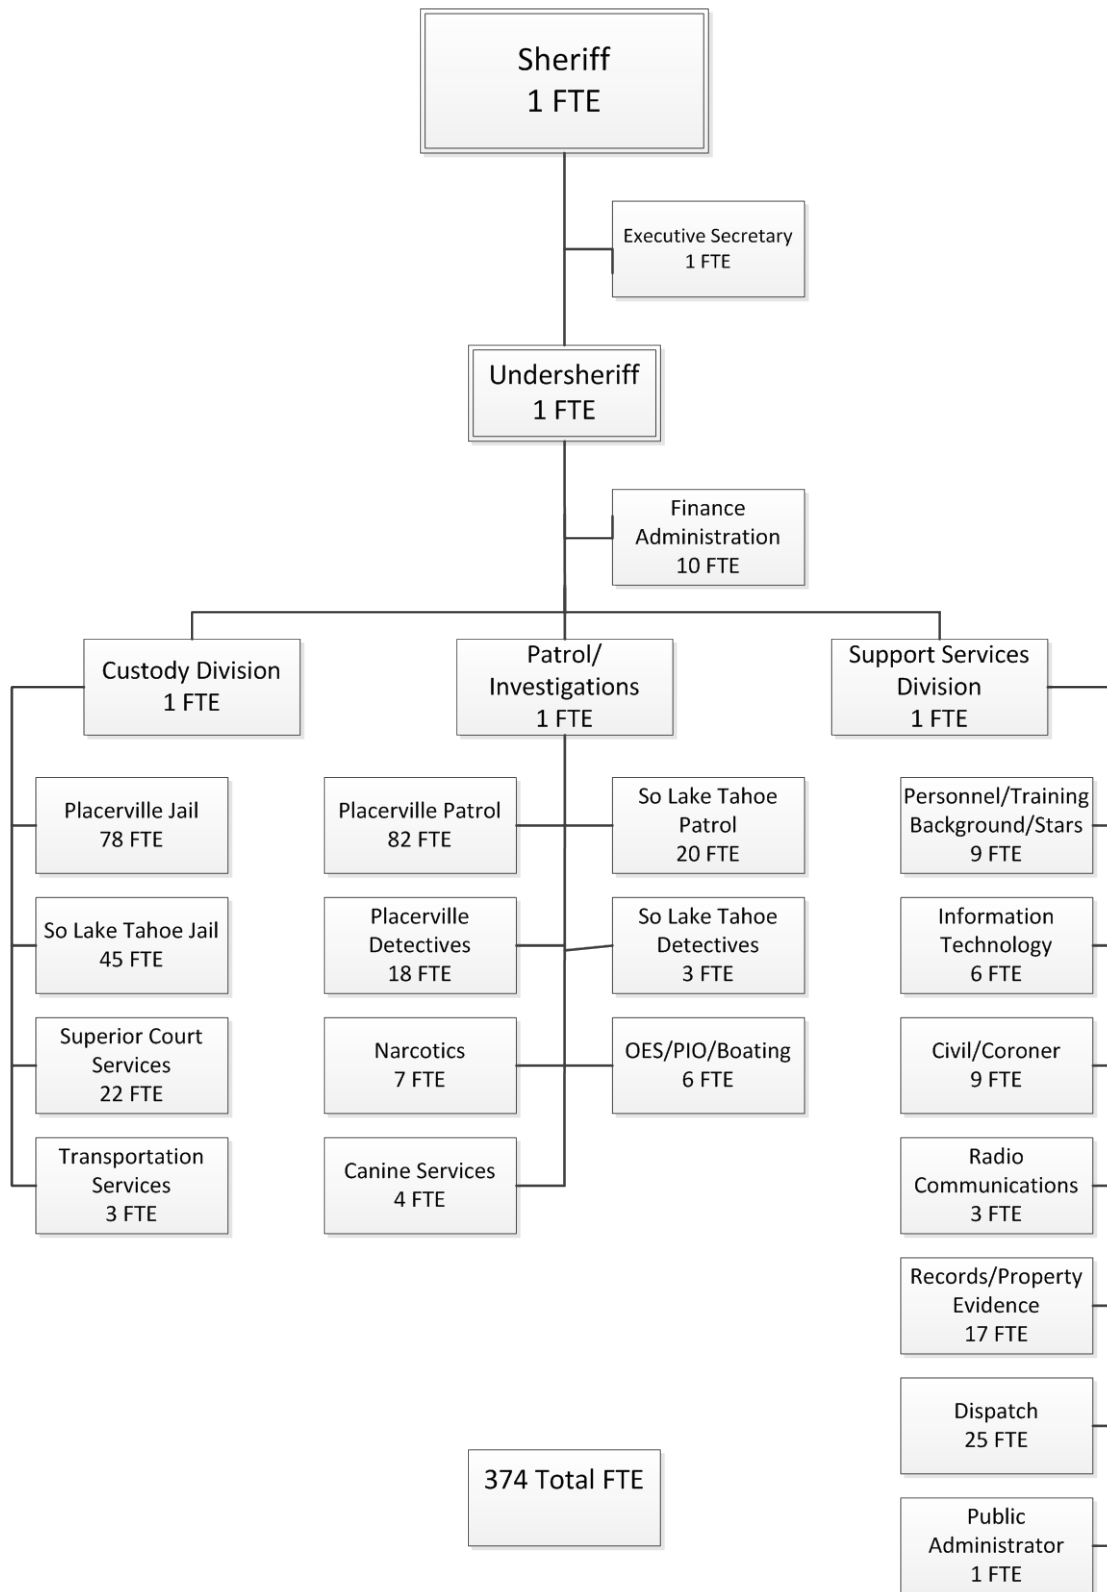 Sheriff
1 FTE
Executive Secretary
1 FTE
Undersheriff
1 FTE
Finance
Administration
10 FTE
Custody Division
1 FTE
Patrol/
Investigations
1 FTE
Support Services
Division
1 FTE
Placerville Jail
78 FTE
So Lake Tahoe Jail
45 FTE
Superior Court
Services
22 FTE
Transportation
Services
3 FTE
Placerville Patrol
82 FTE
Placerville
Detectives
18 FTE
Narcotics
7 FTE
Canine Services
4 FTE
So Lake Tahoe
Patrol
20 FTE
So Lake Tahoe
Detectives
3 FTE
OES/PIO/Boating
6 FTE
Personnel/Training
Background/Stars
9 FTE
Information
Technology
6 FTE
Civil/Coroner
9 FTE
Radio
Communications
3 FTE
Records/Property
Evidence
17 FTE
Dispatch
25 FTE
Public
Administrator
1 FTE
374 Total FTE